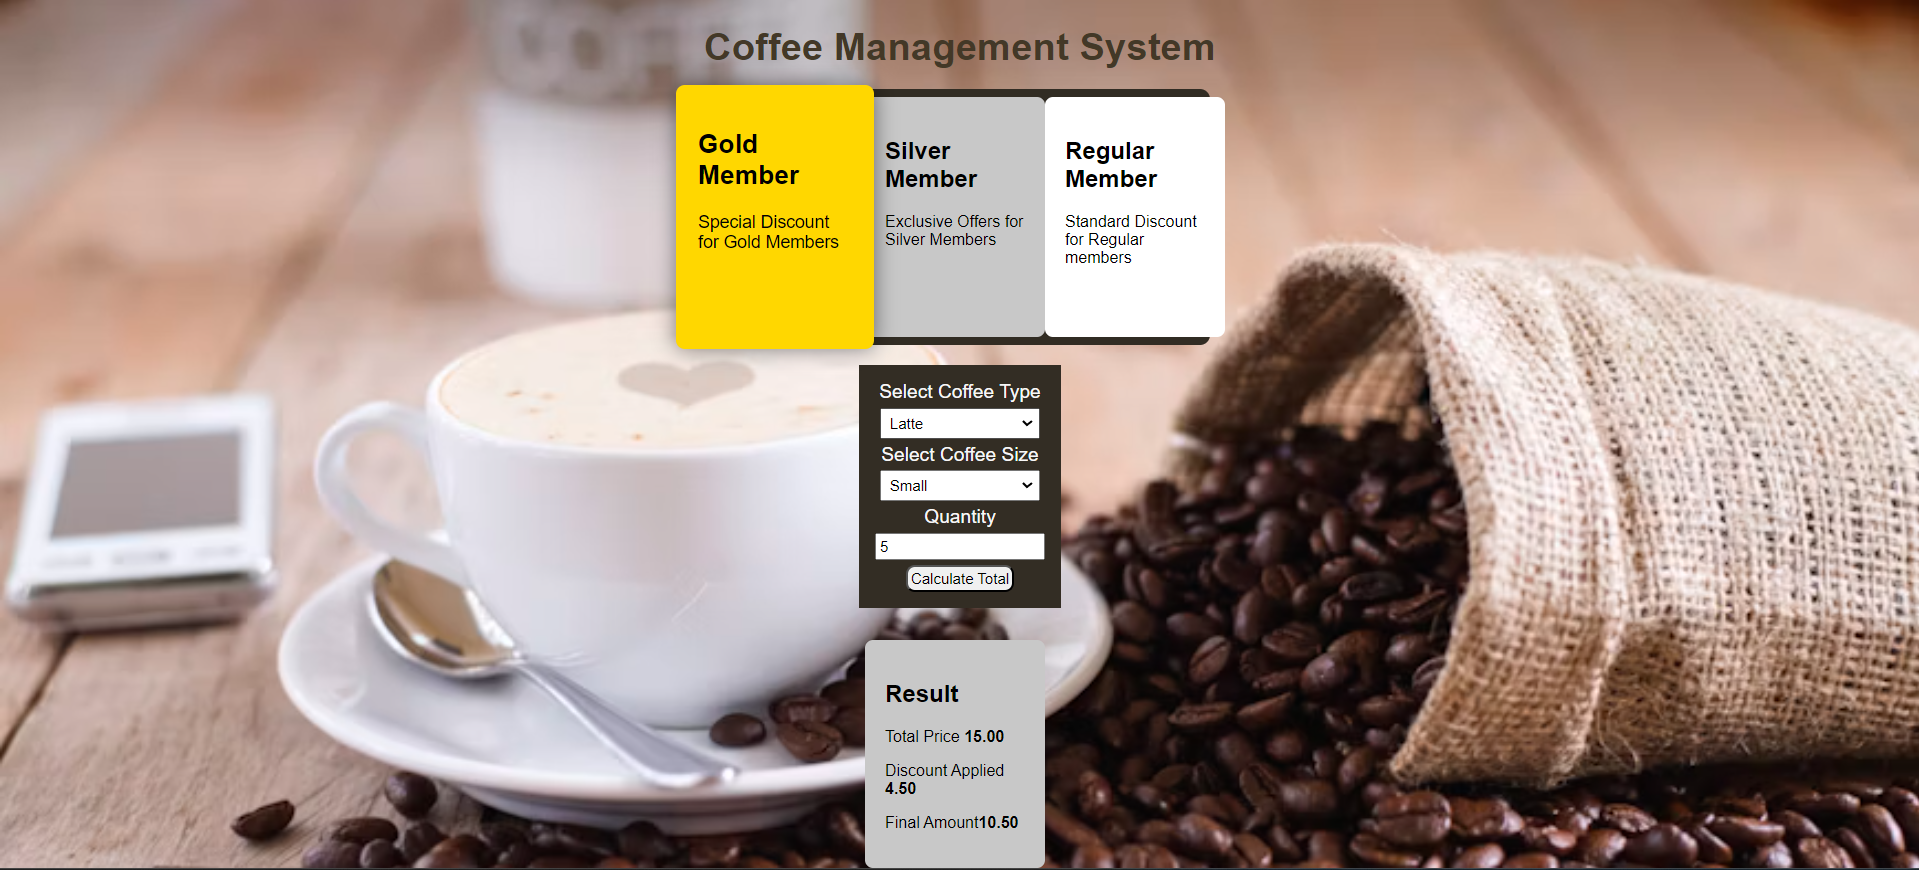 Coffee Management System
Gold
Member
Special Discount
for Gold Members
Silver
Member
Exclusive Offers for
Silver Members
Regular
Member
Standard Discount
for Regular
members
Select Coffee Type
Latte
Select Coffee Size
Small
Quantity
5
Calculate Total
Result
Total Price 15.00
Discount Applied
4.50
Final Amount10.50